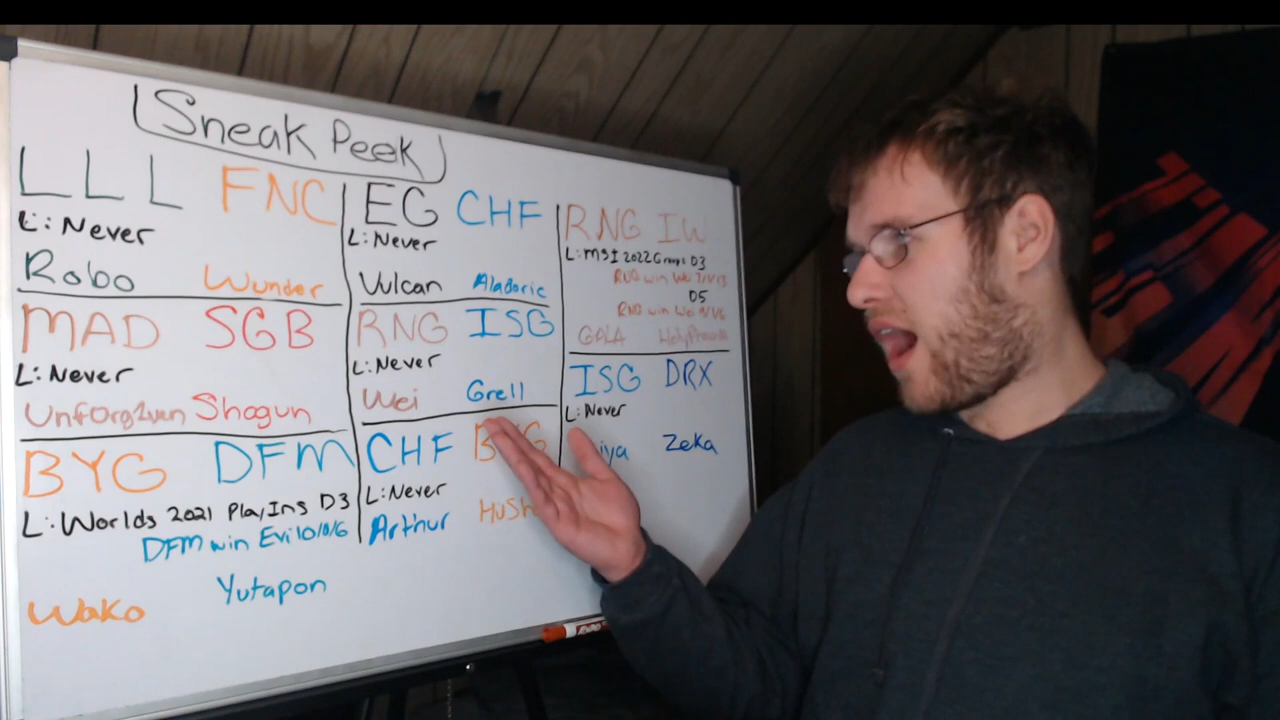 Sneak Peek
LLL FNC
L:Never
Robo Wunder
MAD SGB
L:Never
Unf0rg1ven Shogun
BYG DFM
L:Worlds 2021 PlayIns D3
DFM win Evi 10/0/6
Yutapon
Wako
EG CHF
L:Never
Vulcan Aladoric
RNG ISG
L:Never
Wei Grell
CHF BYG
L:Never
Arthur HuSh
RNG IW
L:MSI 2022 Groups D3
RNG win Wei
D5
RNG win Wei
GALA HolyPhoenix
ISG DRX
L:Never
Zeka